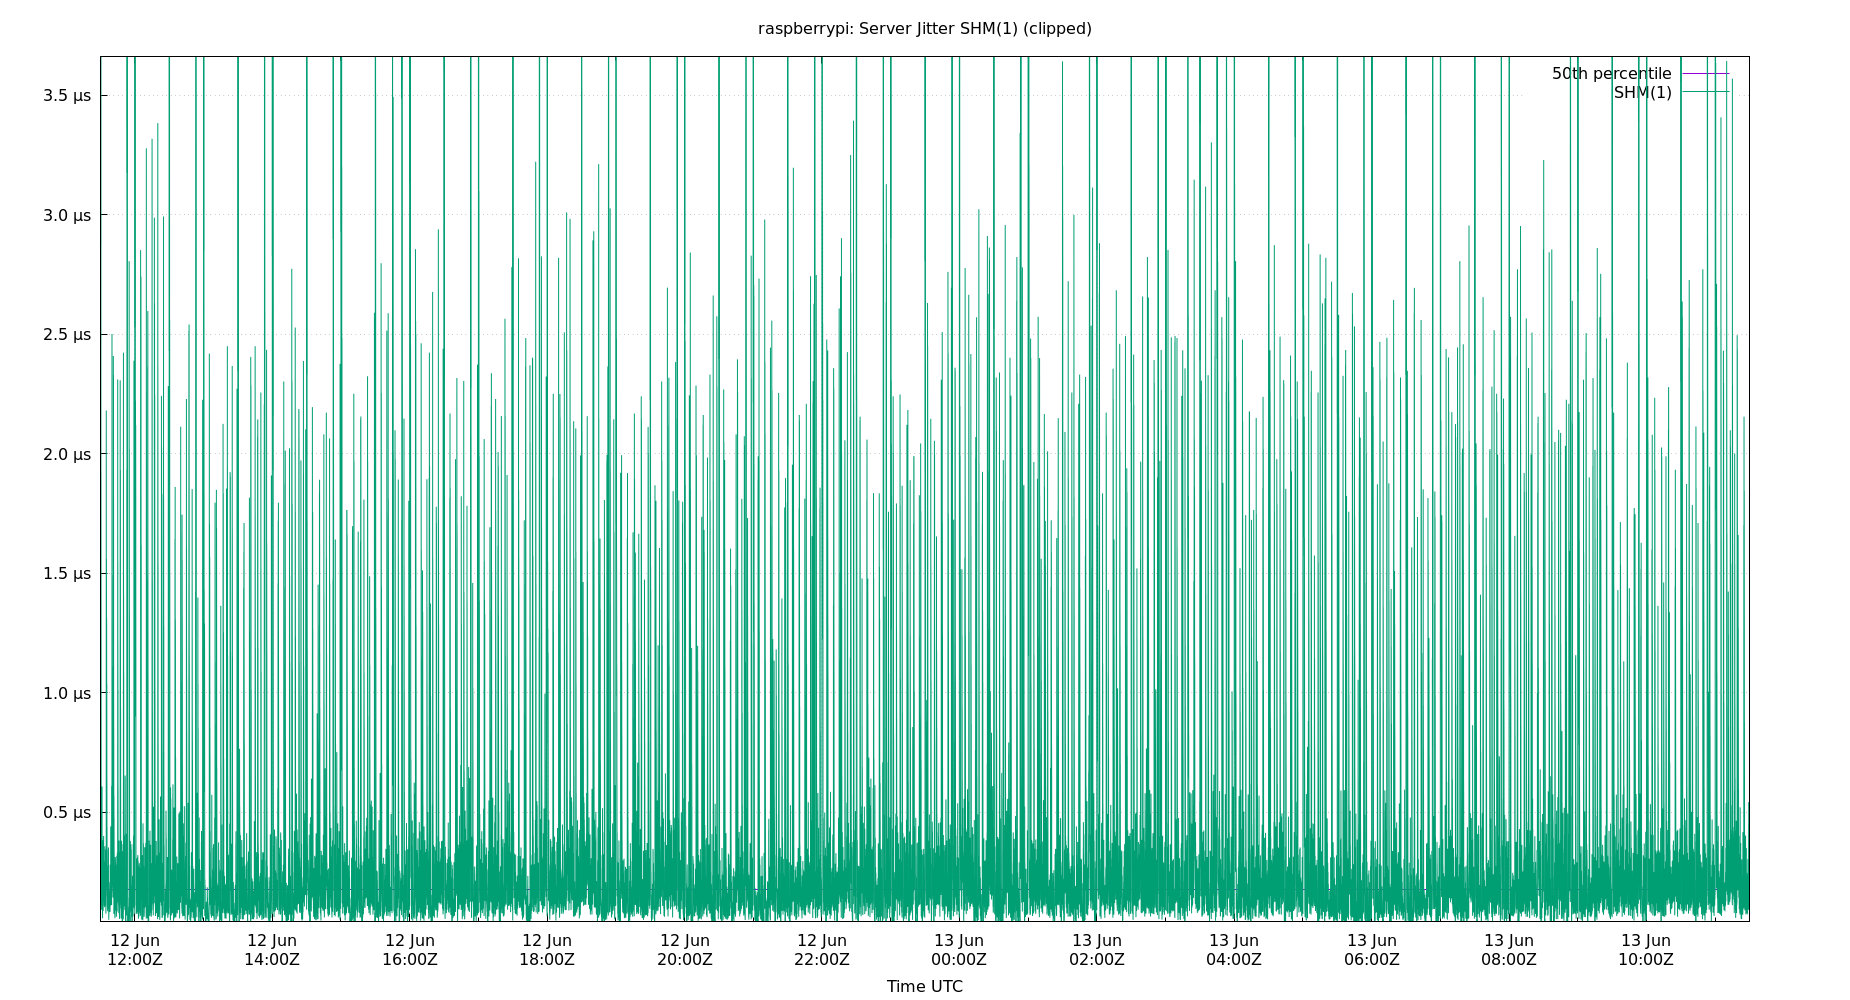 raspberrypi: Server Jitter SHM(1) (clipped)
50th percentile
SHM(1)
3.5 μs
3.0 μs
2.5 μs
2.0 μs
1.5 μs
1.0 μs
0.5 μs
12 Jun 12 Jun 12 Jun 12 Jun 12 Jun 12 Jun 13 Jun 13 Jun 13 Jun 13 Jun 13 Jun 13 Jun
12:00Z 14:00Z 16:00Z 18:00Z 20:00Z 22:00Z 00:00Z 02:00Z 04:00Z 06:00Z 08:00Z 10:00Z
Time UTC